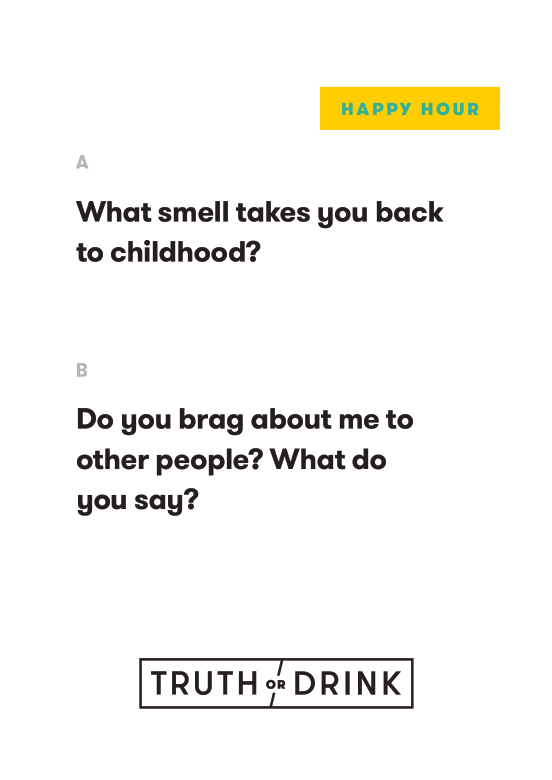 HAPPY HOUR
A
What smell takes you back
to childhood?
B
Do you brag about me to
other people? What do
you say?
TRUTH OR DRINK